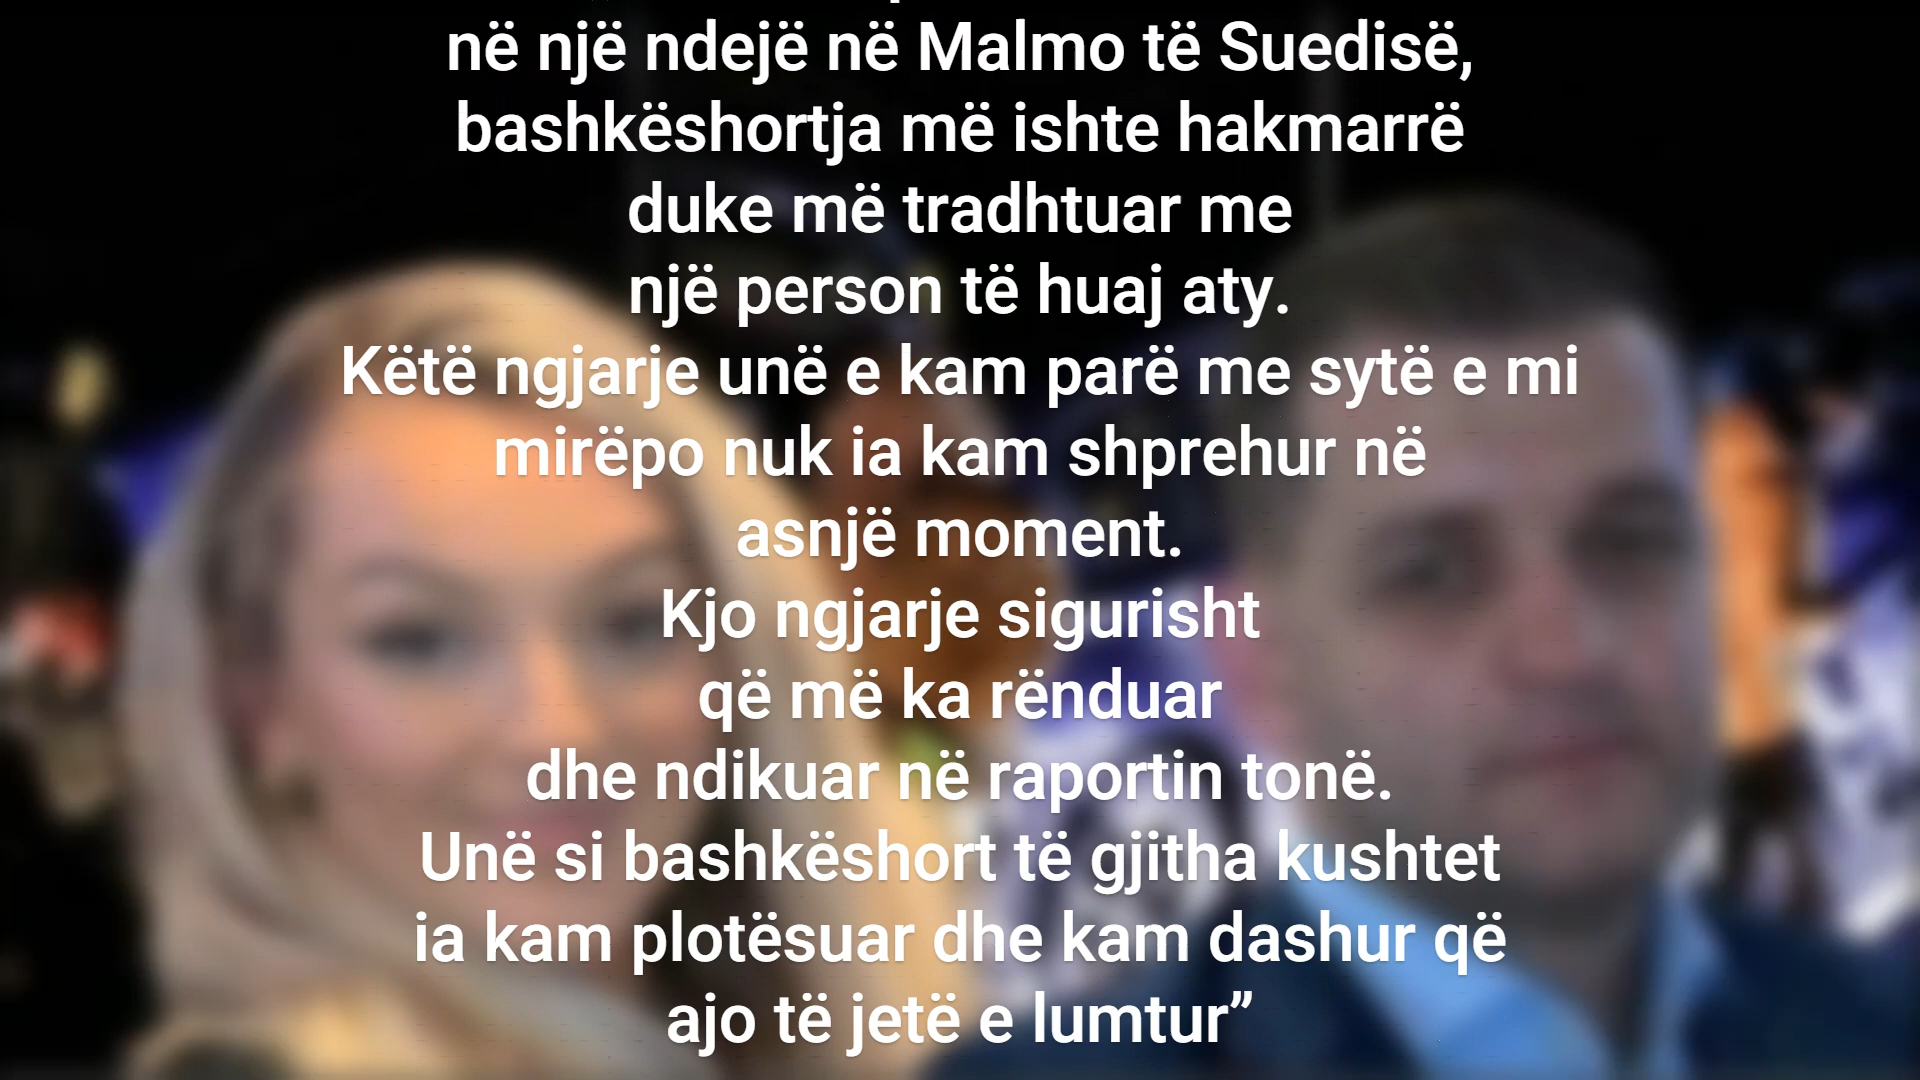 në një ndejë në Malmo të Suedisë,
bashkëshortja më ishte hakmarrë
duke më tradhtuar me
një person të huaj aty.
Këtë ngjarje unë e kam parë me sytë e mi
mirëpo nuk ia kam shprehur në
asnjë moment.
Kjo ngjarje sigurisht
që më ka rënduar
dhe ndikuar në raportin tonë.
Unë si bashkëshort të gjitha kushtet
ia kam plotësuar dhe kam dashur që
ajo të jetë e lumtur”